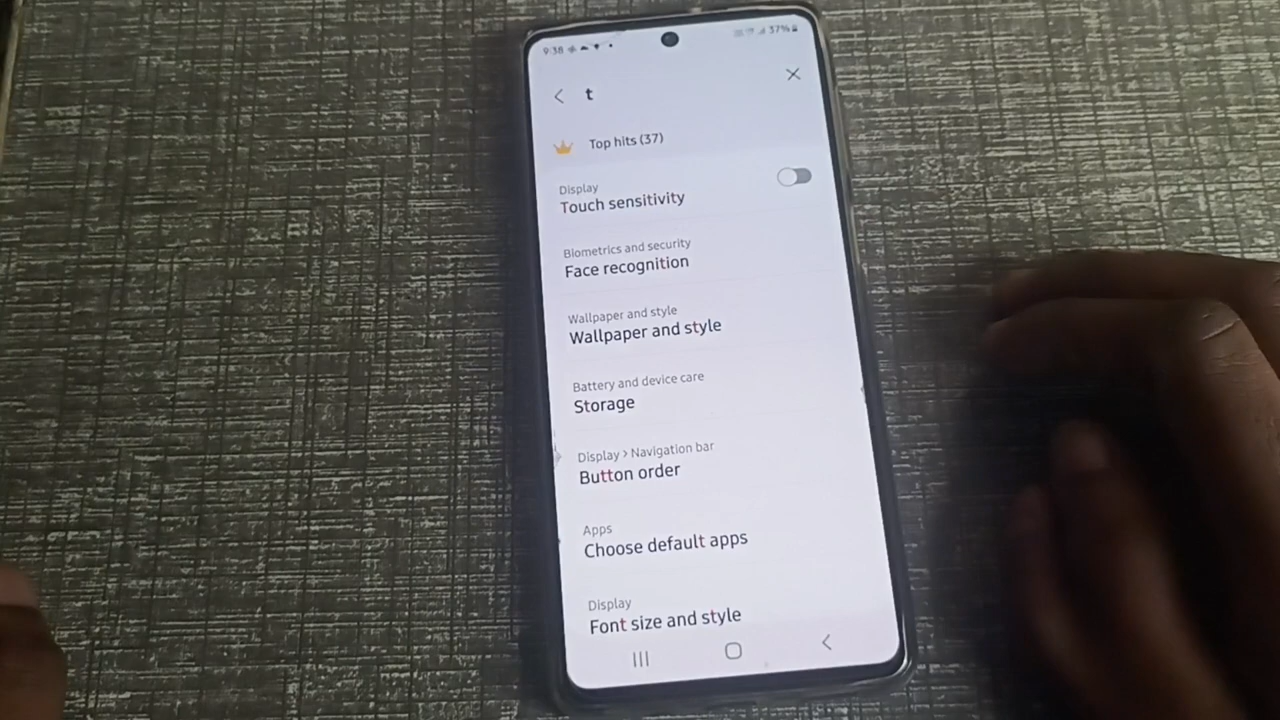 9:38
37%
t
Top hits (37)
Display
Touch sensitivity
Biometrics and security
Face recognition
Wallpaper and style
Wallpaper and style
Battery and device care
Storage
Display > Navigation bar
Button order
Apps
Choose default apps
Display
Font size and style